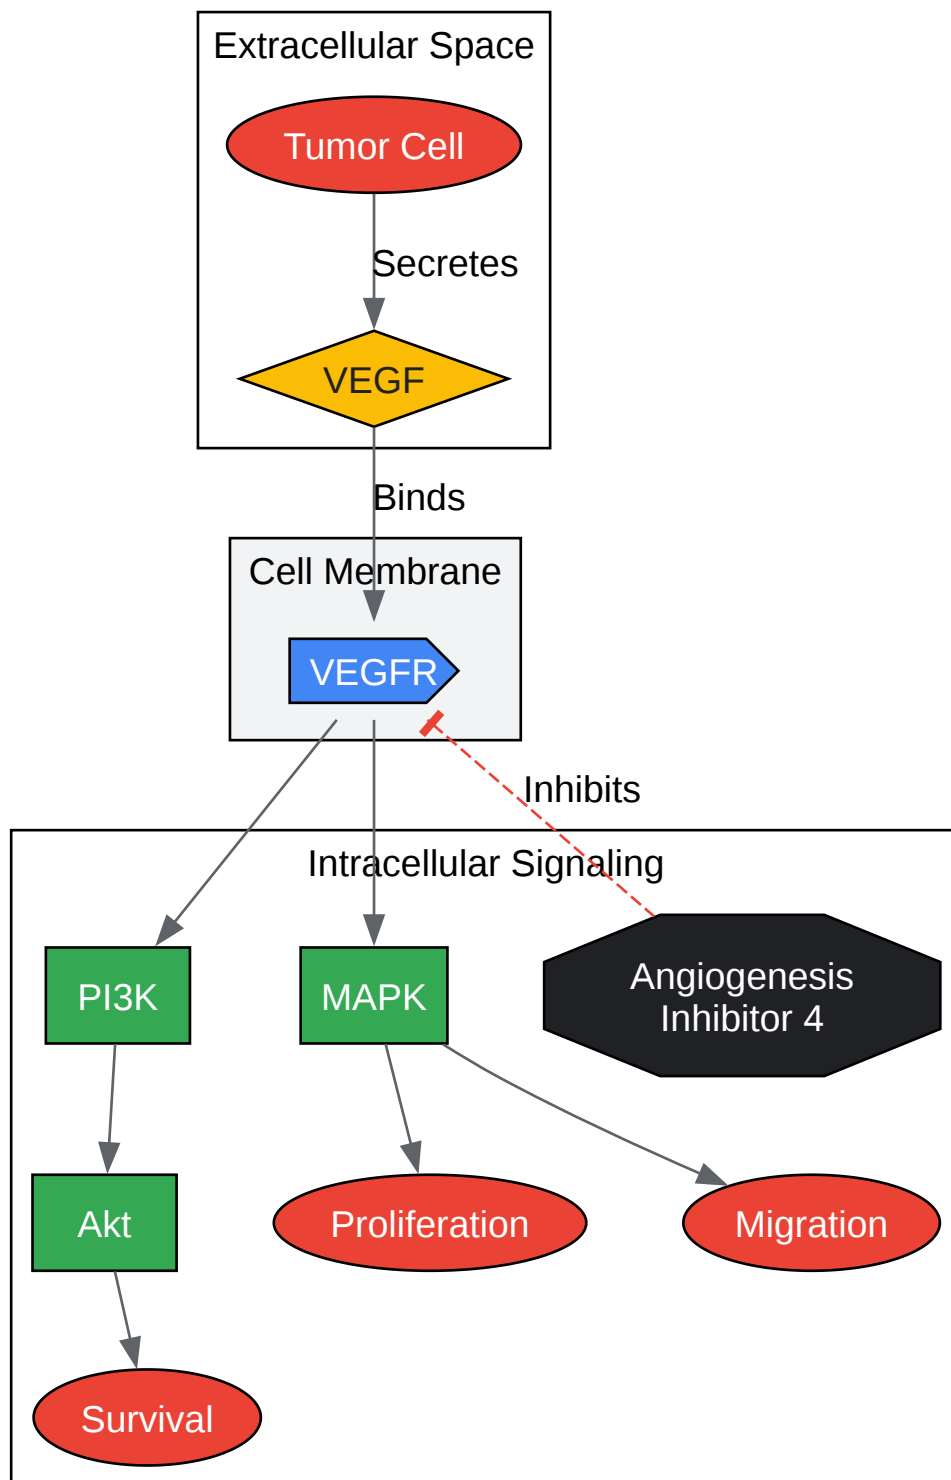 Extracellular Space
Tumor Cell
Secretes
VEGF
Binds
Cell Membrane
VEGFR
Inhibits
Intracellular Signaling
PI3K
MAPK
Angiogenesis
Inhibitor 4
Akt
Proliferation
Migration
Survival